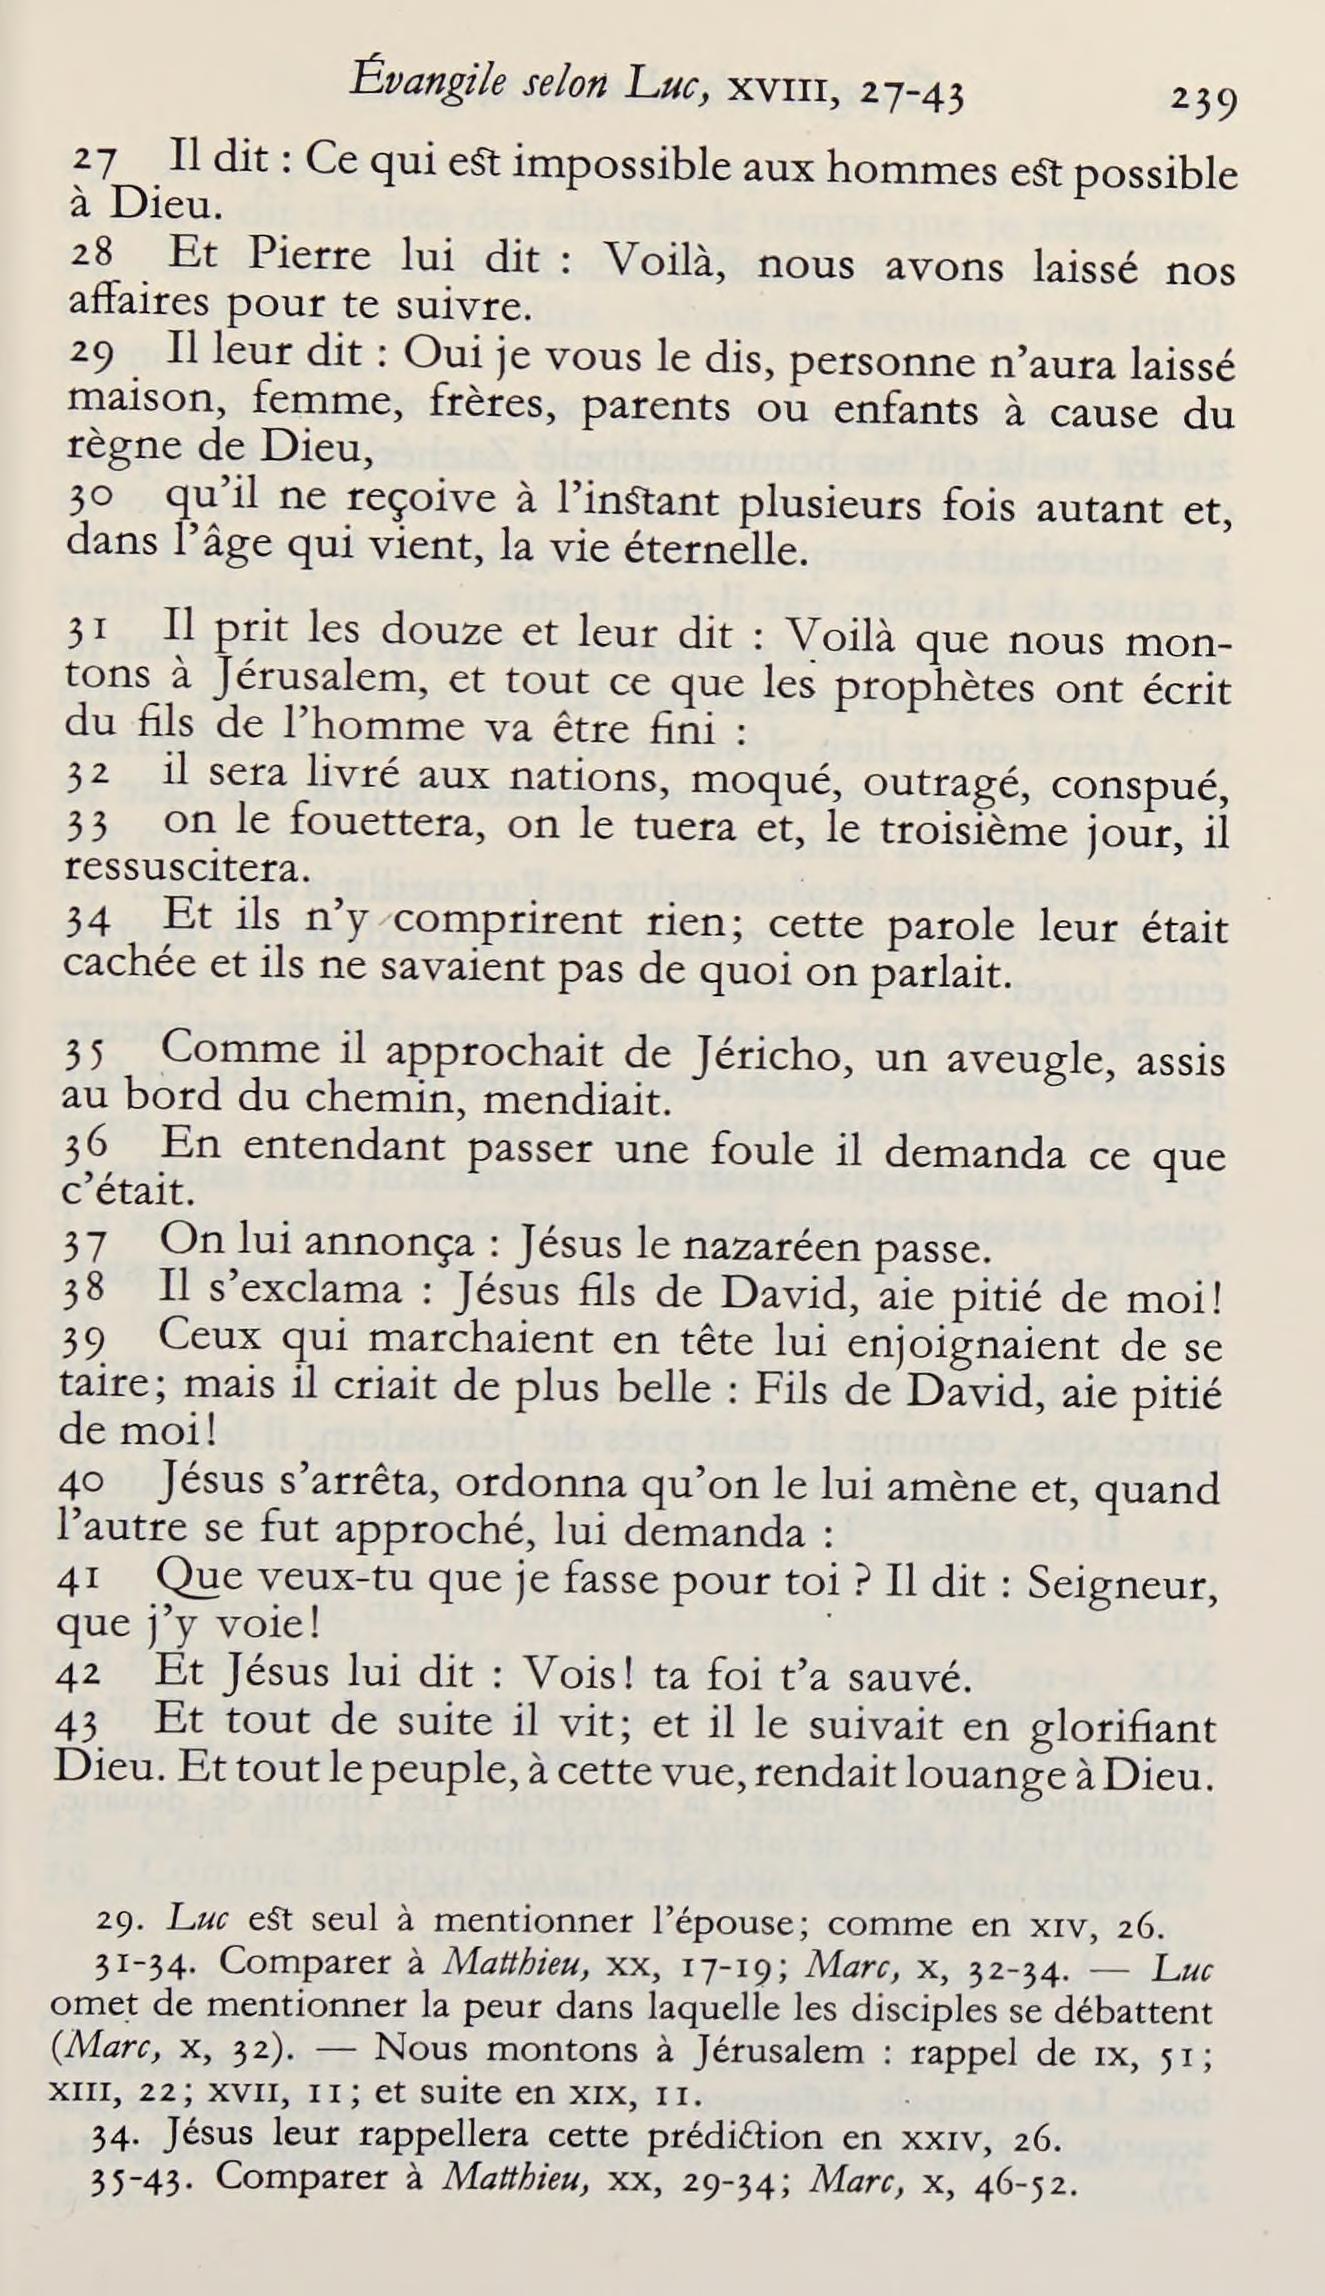 Évangile selon Luc, XVIII, 27-43 239
27 Il dit : Ce qui est impossible aux hommes est possible
à Dieu.
28 Et Pierre lui dit : Voilà, nous avons laissé nos
affaires pour te suivre.
29 Il leur dit : Oui je vous le dis, personne n’aura laissé
maison, femme, frères, parents ou enfants à cause du
règne de Dieu,
30 qu’il ne reçoive à l’instant plusieurs fois autant et,
dans l’âge qui vient, la vie éternelle.
31 Il prit les douze et leur dit : Voilà que nous mon-
tons à Jérusalem, et tout ce que les prophètes ont écrit
du fils de l’homme va être fini :
32 il sera livré aux nations, moqué, outragé, conspué,
33 on le fouettera, on le tuera et, le troisième jour, il
ressuscitera.
34 Et ils n’y comprirent rien; cette parole leur était
cachée et ils ne savaient pas de quoi on parlait.
35 Comme il approchait de Jéricho, un aveugle, assis
au bord du chemin, mendiait.
36 En entendant passer une foule il demanda ce que
c’était.
37 On lui annonça : Jésus le nazaréen passe.
38 Il s’exclama : Jésus fils de David, aie pitié de moi!
39 Ceux qui marchaient en tête lui enjoignaient de se
taire; mais il criait de plus belle : Fils de David, aie pitié
de moi!
40 Jésus s’arrêta, ordonna qu’on le lui amène et, quand
l’autre se fut approché, lui demanda :
41 Que veux-tu que je fasse pour toi ? Il dit : Seigneur,
que j’y voie!
42 Et Jésus lui dit : Vois! ta foi t’a sauvé.
43 Et tout de suite il vit; et il le suivait en glorifiant
Dieu. Et tout le peuple, à cette vue, rendait louange à Dieu.
29. Luc est seul à mentionner l’épouse; comme en XIV, 26.
31-34. Comparer à Matthieu, XX, 17-19; Marc, X, 32-34. — Luc
omet de mentionner la peur dans laquelle les disciples se débattent
(Marc, X, 32). — Nous montons à Jérusalem : rappel de IX, 51;
XIII, 22; XVII, 11; et suite en XIX, 11.
34. Jésus leur rappellera cette prédiction en XXIV, 26.
35-43. Comparer à Matthieu, XX, 29-34; Marc, X, 46-52.